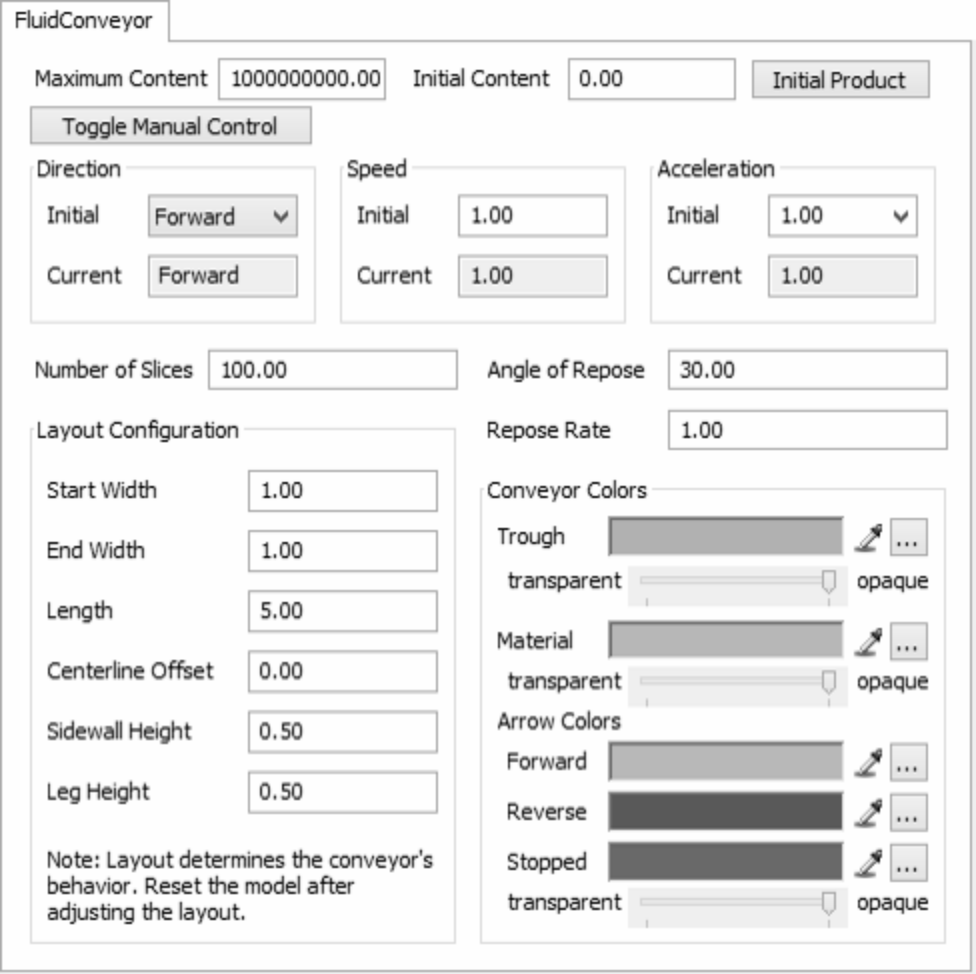 FluidConveyor
Maximum Content 1000000000.00 Initial Content 0.00 Initial Product
Toggle Manual Control
Direction Speed Acceleration
Initial Forward Initial 1.00 Initial 1.00
Current Forward Current 1.00 Current 1.00
Number of Slices 100.00 Angle of Repose 30.00
Layout Configuration Repose Rate 1.00
Start Width 1.00
End Width 1.00
Length 5.00
Centerline Offset 0.00
Sidewall Height 0.50
Leg Height 0.50
Note: Layout determines the conveyor's
behavior. Reset the model after
adjusting the layout.
Conveyor Colors
Trough ...
transparent opaque
Material ...
transparent opaque
Arrow Colors
Forward ...
Reverse ...
Stopped ...
transparent opaque